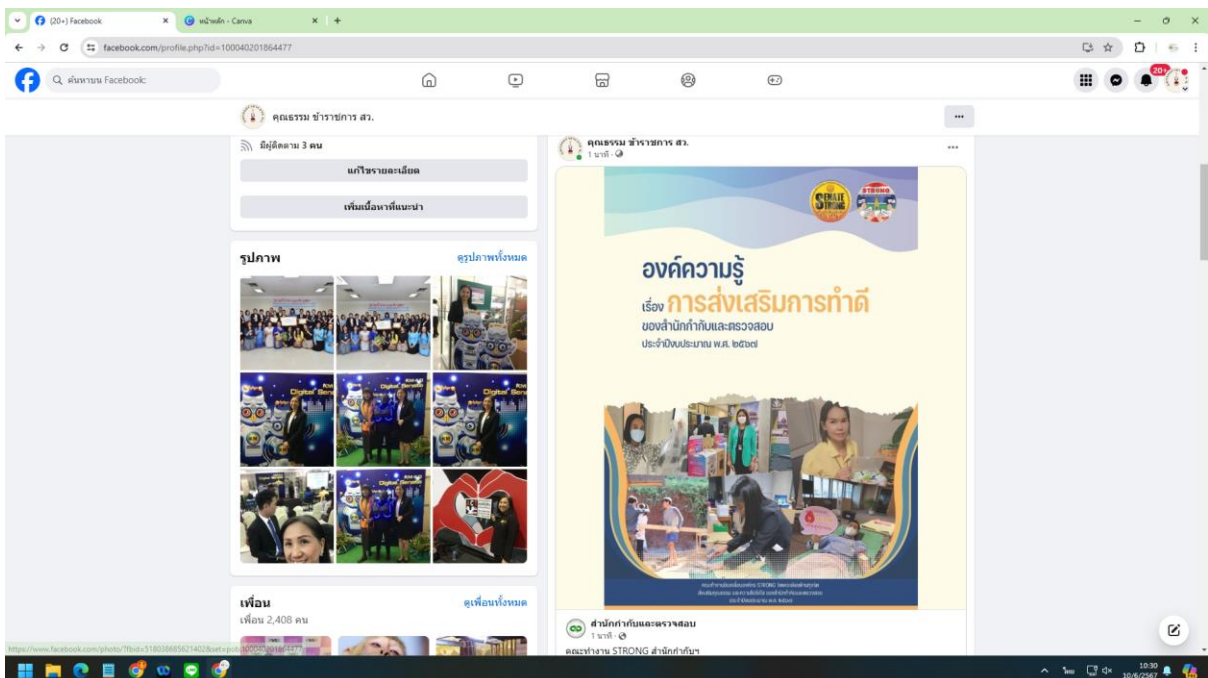 (20+) Facebook
หน้าหลัก - Canva
facebook.com/profile.php?id=100040201864477
ค้นหาบน Facebook
20+
คุณธรรม ข้าราชการ สว.
มีผู้ติดตาม 3 คน
แก้ไขรายละเอียด
เพิ่มเนื้อหาที่แนะนำ
รูปภาพ
ดูรูปภาพทั้งหมด
Digital Senate
เพื่อน
ดูเพื่อนทั้งหมด
เพื่อน 2,408 คน
คุณธรรม ข้าราชการ สว.
1 นาที
SENATE
STRONG
STRONG
องค์ความรู้
เรื่อง การส่งเสริมการทำดี
ของสำนักกำกับและตรวจสอบ
ประจำปีงบประมาณ พ.ศ. ๒๕๖๗
สำนักกำกับและตรวจสอบ
1 นาที
คณะทำงาน STRONG สำนักกำกับฯ
10:30
10/6/2567